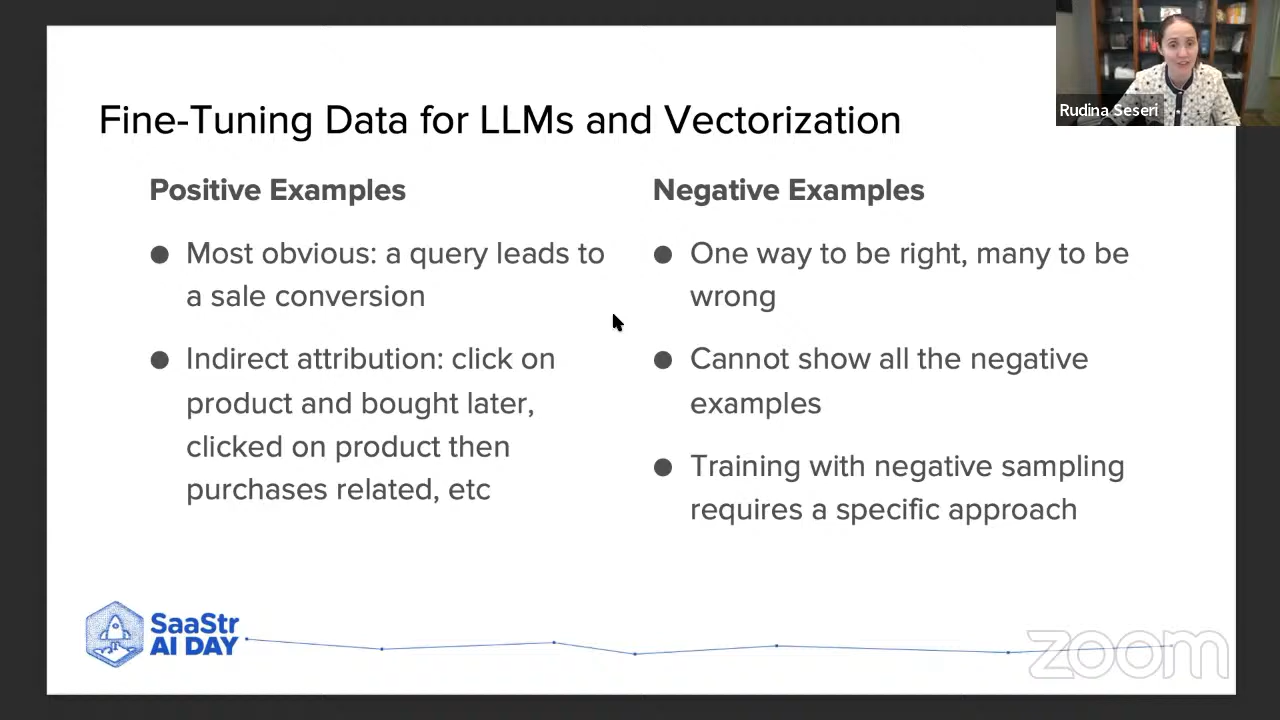 Rudina Seseri
Fine-Tuning Data for LLMs and Vectorization
Positive Examples
● Most obvious: a query leads to
a sale conversion
● Indirect attribution: click on
product and bought later,
clicked on product then
purchases related, etc
Negative Examples
● One way to be right, many to be
wrong
● Cannot show all the negative
examples
● Training with negative sampling
requires a specific approach
SaaStr
AI DAY
zoom